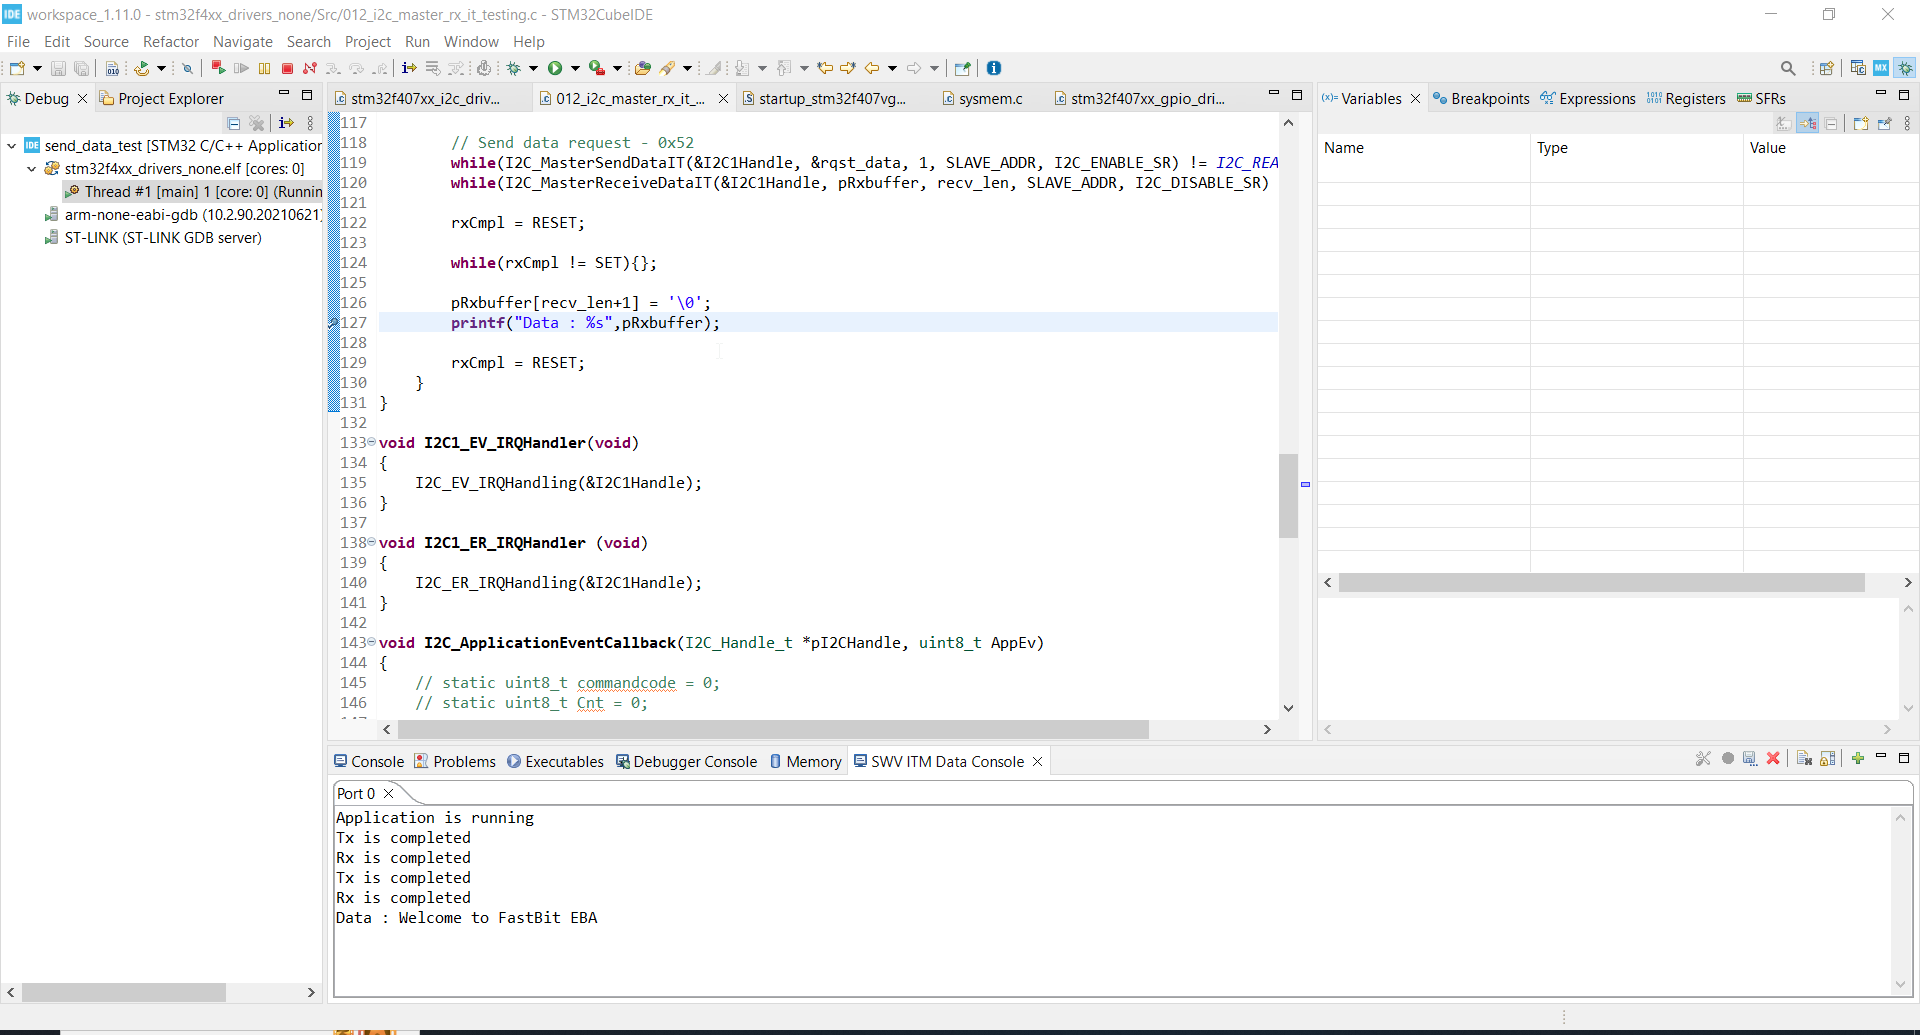 IDE workspace_1.11.0 - stm32f4xx_drivers_none/Src/012_i2c_master_rx_it_testing.c - STM32CubeIDE
File Edit Source Refactor Navigate Search Project Run Window Help
Debug Project Explorer
send_data_test [STM32 C/C++ Application
stm32f4xx_drivers_none.elf [cores: 0]
Thread #1 [main] 1 [core: 0] (Runnin
arm-none-eabi-gdb (10.2.90.20210621)
ST-LINK (ST-LINK GDB server)
stm32f407xx_i2c_driv... 012_i2c_master_rx_it_... startup_stm32f407vg... sysmem.c stm32f407xx_gpio_dri...
117
118 // Send data request - 0x52
119 while(I2C_MasterSendDataIT(&I2C1Handle, &rqst_data, 1, SLAVE_ADDR, I2C_ENABLE_SR) != I2C_REA
120 while(I2C_MasterReceiveDataIT(&I2C1Handle, pRxbuffer, recv_len, SLAVE_ADDR, I2C_DISABLE_SR)
121
122 rxCmpl = RESET;
123
124 while(rxCmpl != SET){};
125
126 pRxbuffer[recv_len+1] = '\0';
127 printf("Data : %s",pRxbuffer);
128
129 rxCmpl = RESET;
130 }
131 }
132
133 void I2C1_EV_IRQHandler(void)
134 {
135 I2C_EV_IRQHandling(&I2C1Handle);
136 }
137
138 void I2C1_ER_IRQHandler (void)
139 {
140 I2C_ER_IRQHandling(&I2C1Handle);
141 }
142
143 void I2C_ApplicationEventCallback(I2C_Handle_t *pI2CHandle, uint8_t AppEv)
144 {
145 // static uint8_t commandcode = 0;
146 // static uint8_t Cnt = 0;
Variables Breakpoints Expressions Registers SFRs
Name Type Value
Console Problems Executables Debugger Console Memory SWV ITM Data Console
Port 0
Application is running
Tx is completed
Rx is completed
Tx is completed
Rx is completed
Data : Welcome to FastBit EBA